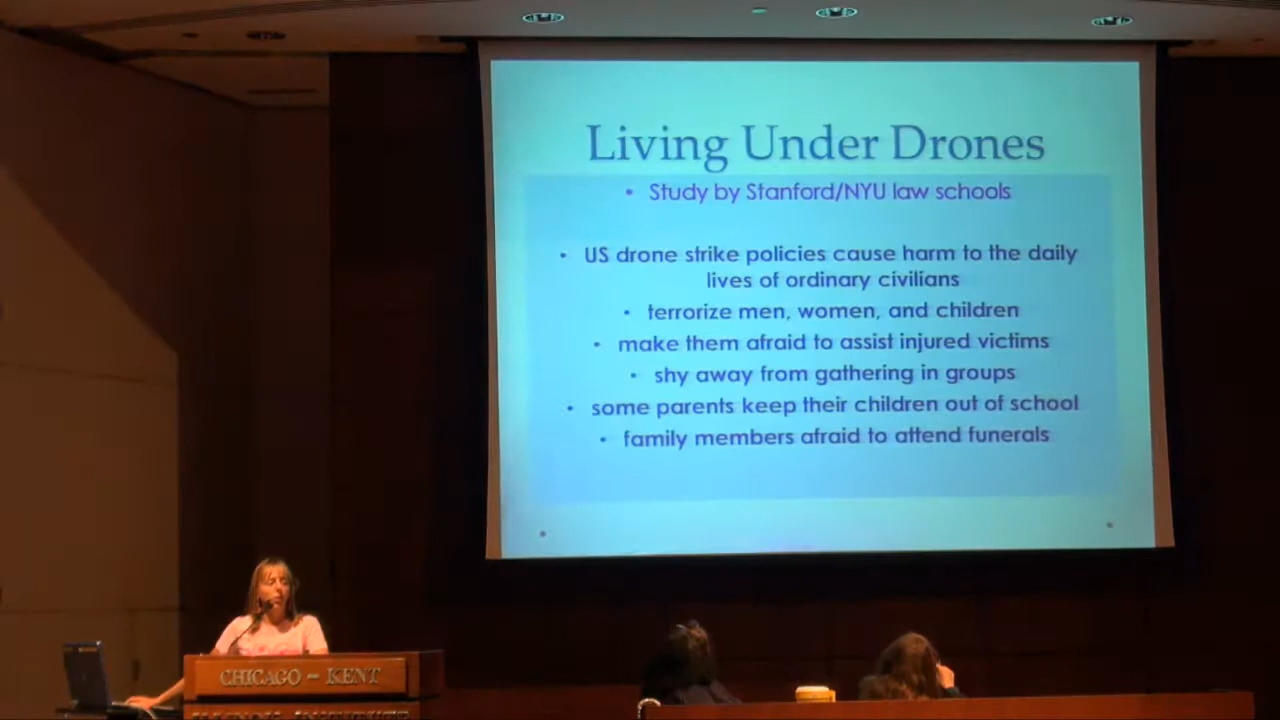 Living Under Drones
• Study by Stanford/NYU law schools
• US drone strike policies cause harm to the daily
lives of ordinary civilians
• terrorize men, women, and children
• make them afraid to assist injured victims
• shy away from gathering in groups
• some parents keep their children out of school
• family members afraid to attend funerals
CHICAGO – KENT